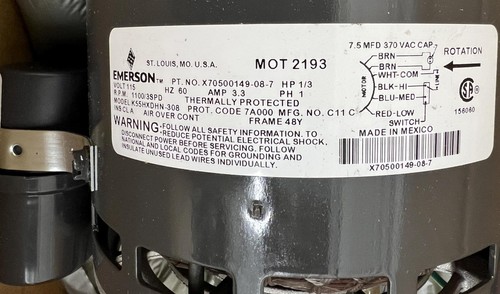 ST. LOUIS, MO. U.S.A. MOT 2193
EMERSON™ PT. NO. X70500149-08-7 HP 1/3
VOLT 115 HZ 60 AMP 3.3 PH 1
R.P.M. 1100/3SPD THERMALLY PROTECTED
MODEL K55HXDHN-308 PROT. CODE 7A000 MFG. NO. C11 C
INS.CL A AIR OVER CONT FRAME 48Y
WARNING-FOLLOW ALL SAFETY INFORMATION. TO
-REDUCE POTENTIAL ELECTRICAL SHOCK,
DISCONNECT POWER BEFORE SERVICING. FOLLOW
NATIONAL AND LOCAL CODES FOR GROUNDING AND
INSULATE UNUSED LEAD WIRES INDIVIDUALLY.
7.5 MFD 370 VAC CAP.
BRN
BRN
WHT-COM
BLK-HI
BLU-MED
RED-LOW
SWITCH
MOTOR
ROTATION
156060
MADE IN MEXICO
X70500149-08-7